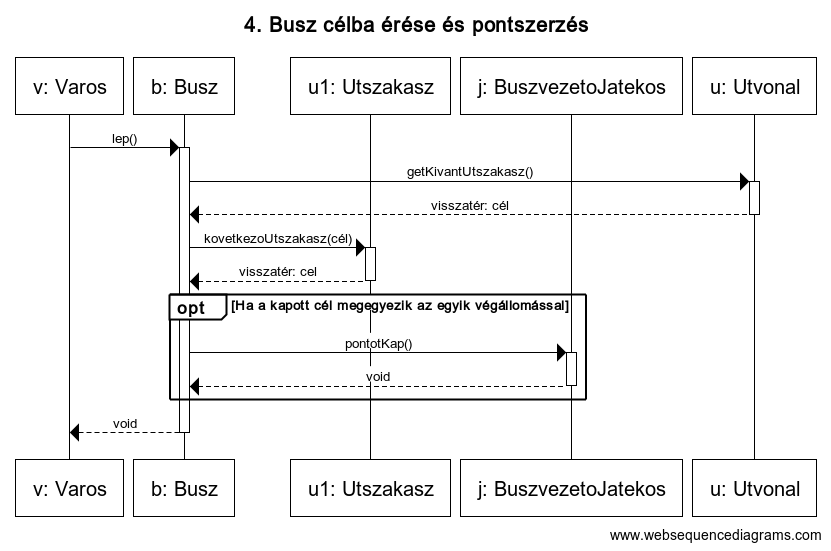 4. Busz célba érése és pontszerzés
v: Varos
b: Busz
u1: Utszakasz
j: BuszvezetoJatekos
u: Utvonal
lep()
getKivantUtszakasz()
visszatér: cél
kovetkezoUtszakasz(cél)
visszatér: cel
opt
[Ha a kapott cél megegyezik az egyik végállomással]
pontotKap()
void
void
v: Varos
b: Busz
u1: Utszakasz
j: BuszvezetoJatekos
u: Utvonal
www.websequencediagrams.com